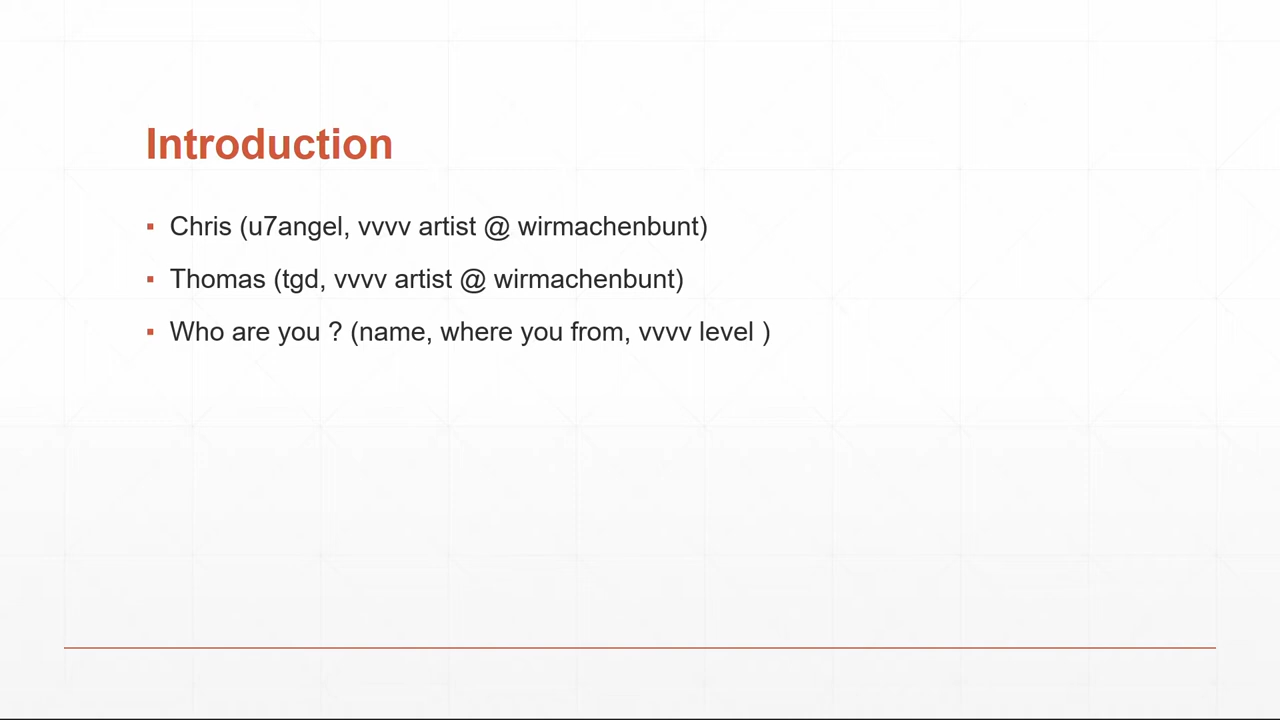 Introduction
▪ Chris (u7angel, vvvv artist @ wirmachenbunt)
▪ Thomas (tgd, vvvv artist @ wirmachenbunt)
▪ Who are you ? (name, where you from, vvvv level )